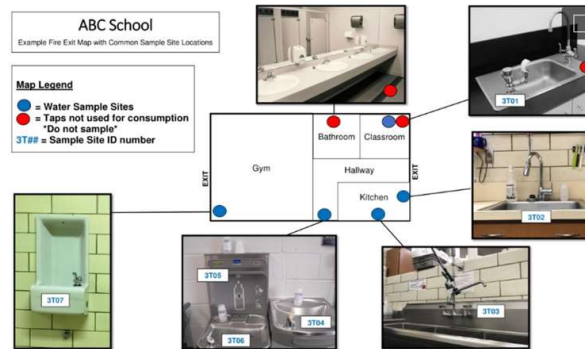 ABC School
Example Fire Exit Map with Common Sample Site Locations
Map Legend
= Water Sample Sites
= Taps not used for consumption
*Do not sample*
3T## = Sample Site ID number
3T01
Bathroom
Classroom
EXIT
Gym
Hallway
EXIT
Kitchen
3T02
3T07
3T05
3T04
3T06
3T03